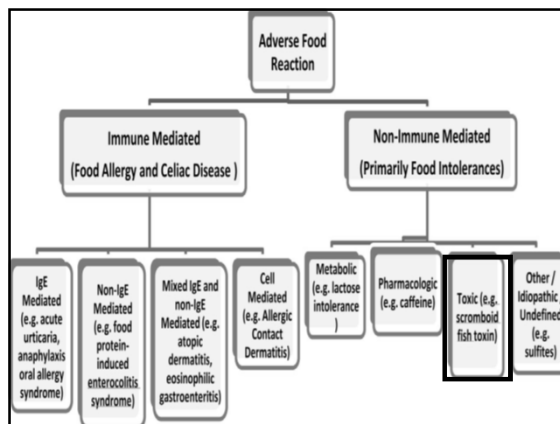 Adverse Food
Reaction
Immune Mediated
(Food Allergy and Celiac Disease )
Non-Immune Mediated
(Primarily Food Intolerances)
IgE
Mediated
(e.g. acute
urticaria,
anaphylaxis
oral allergy
syndrome)
Non-IgE
Mediated
(e.g. food
protein-
induced
enterocolitis
syndrome)
Mixed IgE and
non-IgE
Mediated (e.g.
atopic
dermatitis,
eosinophilic
gastroenteritis)
Cell
Mediated
(e.g. Allergic
Contact
Dermatitis)
Metabolic
(e.g. lactose
intolerance
)
Pharmacologic
(e.g. caffeine)
Toxic (e.g.
scromboid
fish toxin)
Other /
Idiopathic
Undefined
(e.g.
sulfites)